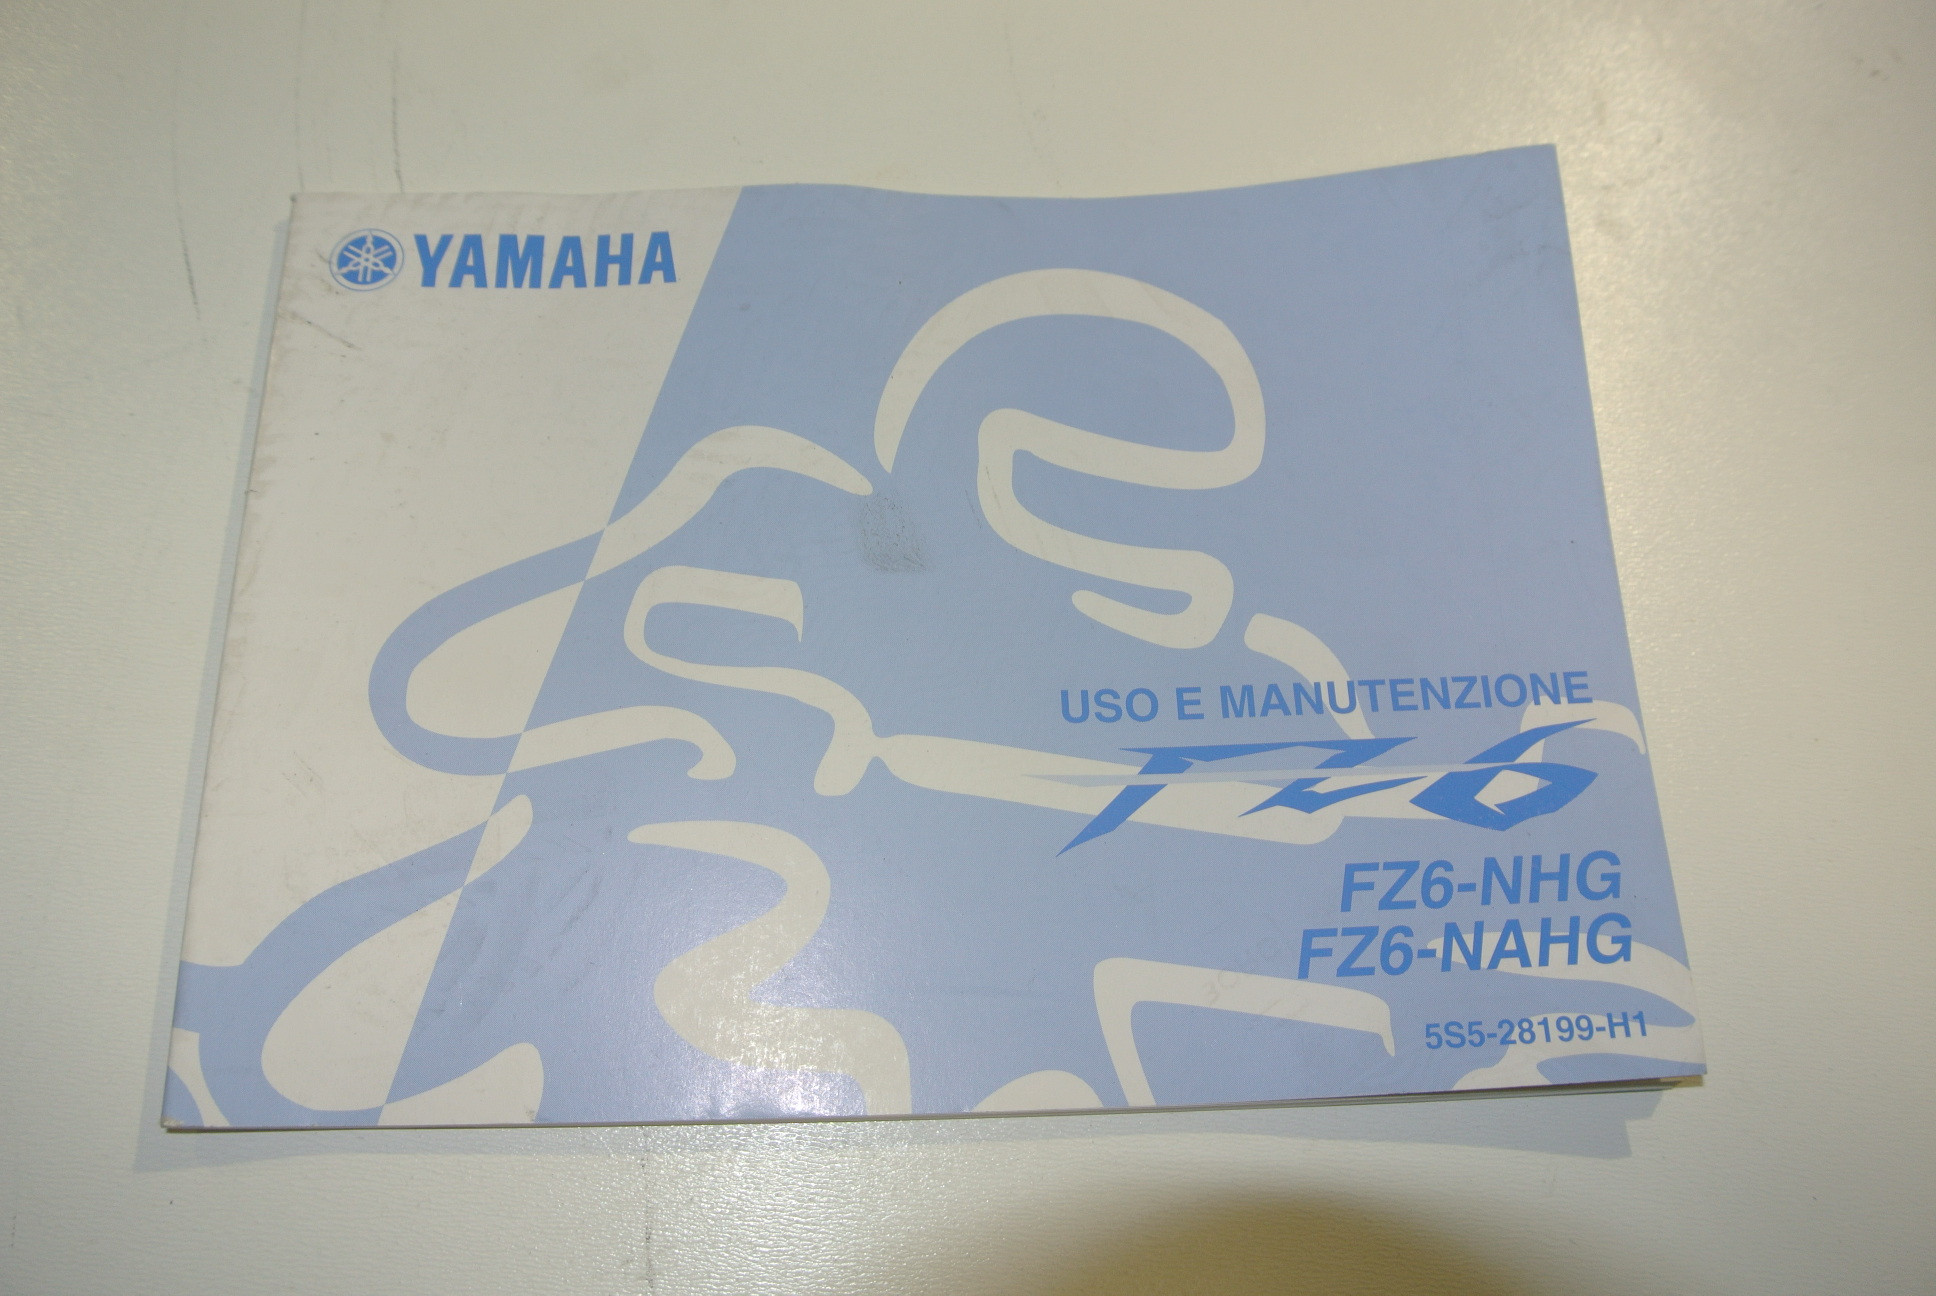 YAMAHA
USO E MANUTENZIONE
FZ6
FZ6-NHG
FZ6-NAHG
5S5-28199-H1